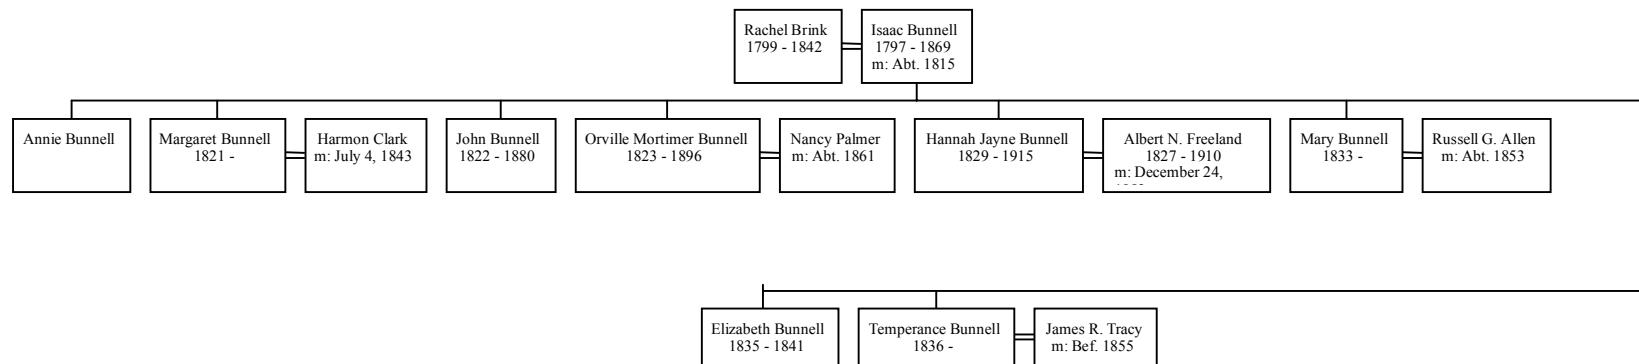 Rachel Brink
1799 - 1842
Isaac Bunnell
1797 - 1869
m: Abt. 1815
Annie Bunnell
Margaret Bunnell
1821 -
Harmon Clark
m: July 4, 1843
John Bunnell
1822 - 1880
Orville Mortimer Bunnell
1823 - 1896
Nancy Palmer
m: Abt. 1861
Hannah Jayne Bunnell
1829 - 1915
Albert N. Freeland
1827 - 1910
m: December 24,
Mary Bunnell
1833 -
Russell G. Allen
m: Abt. 1853
Elizabeth Bunnell
1835 - 1841
Temperance Bunnell
1836 -
James R. Tracy
m: Bef. 1855